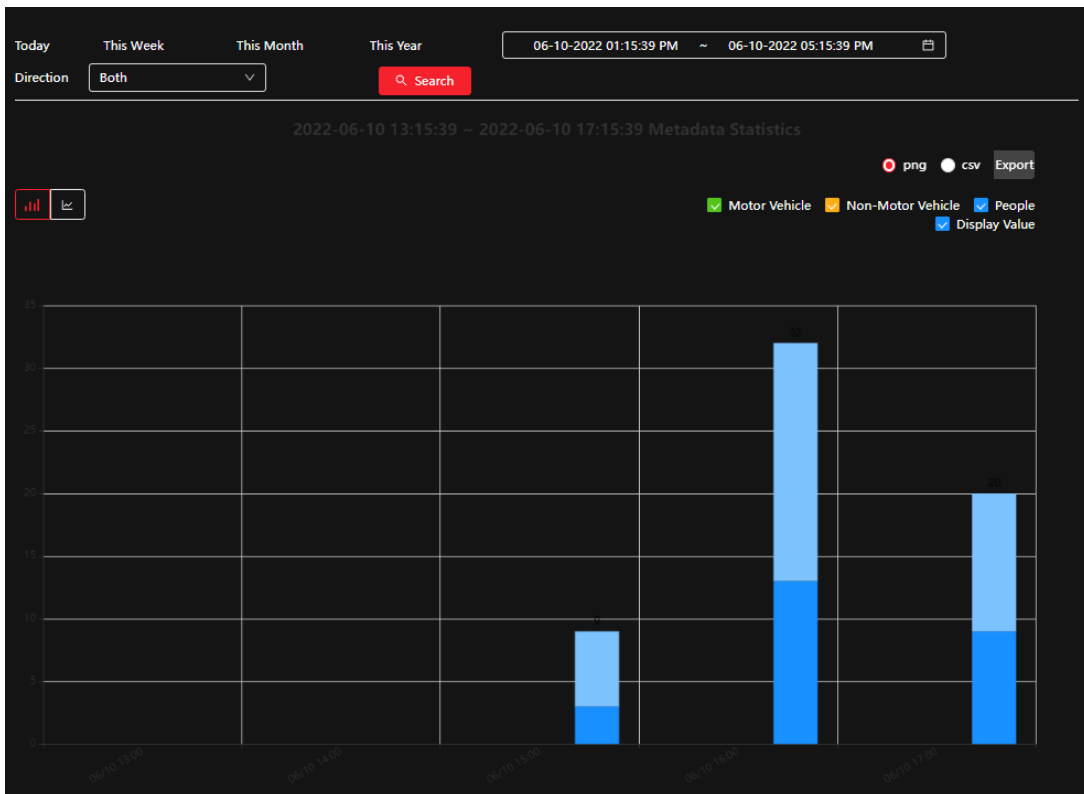 Today This Week This Month This Year 06-10-2022 01:15:39 PM ~ 06-10-2022 05:15:39 PM
Direction Both Search
2022-06-10 13:15:39 ~ 2022-06-10 17:15:39 Metadata Statistics
png csv Export
Motor Vehicle Non-Motor Vehicle People
Display Value
35
32
30
25
20
20
15
10
9
5
0
06/10 13:00 06/10 14:00 06/10 15:00 06/10 16:00 06/10 17:00